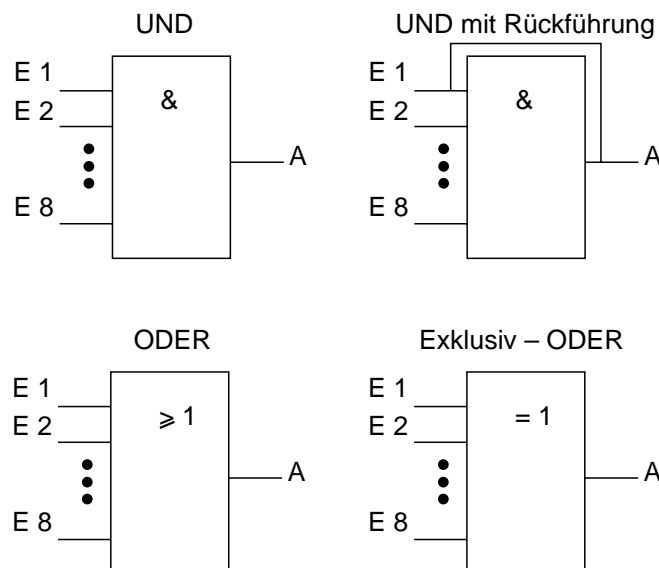 UND
E 1
E 2
E 8
&
A
UND mit Rückführung
E 1
E 2
E 8
&
A
ODER
E 1
E 2
E 8
⩾ 1
A
Exklusiv – ODER
E 1
E 2
E 8
= 1
A